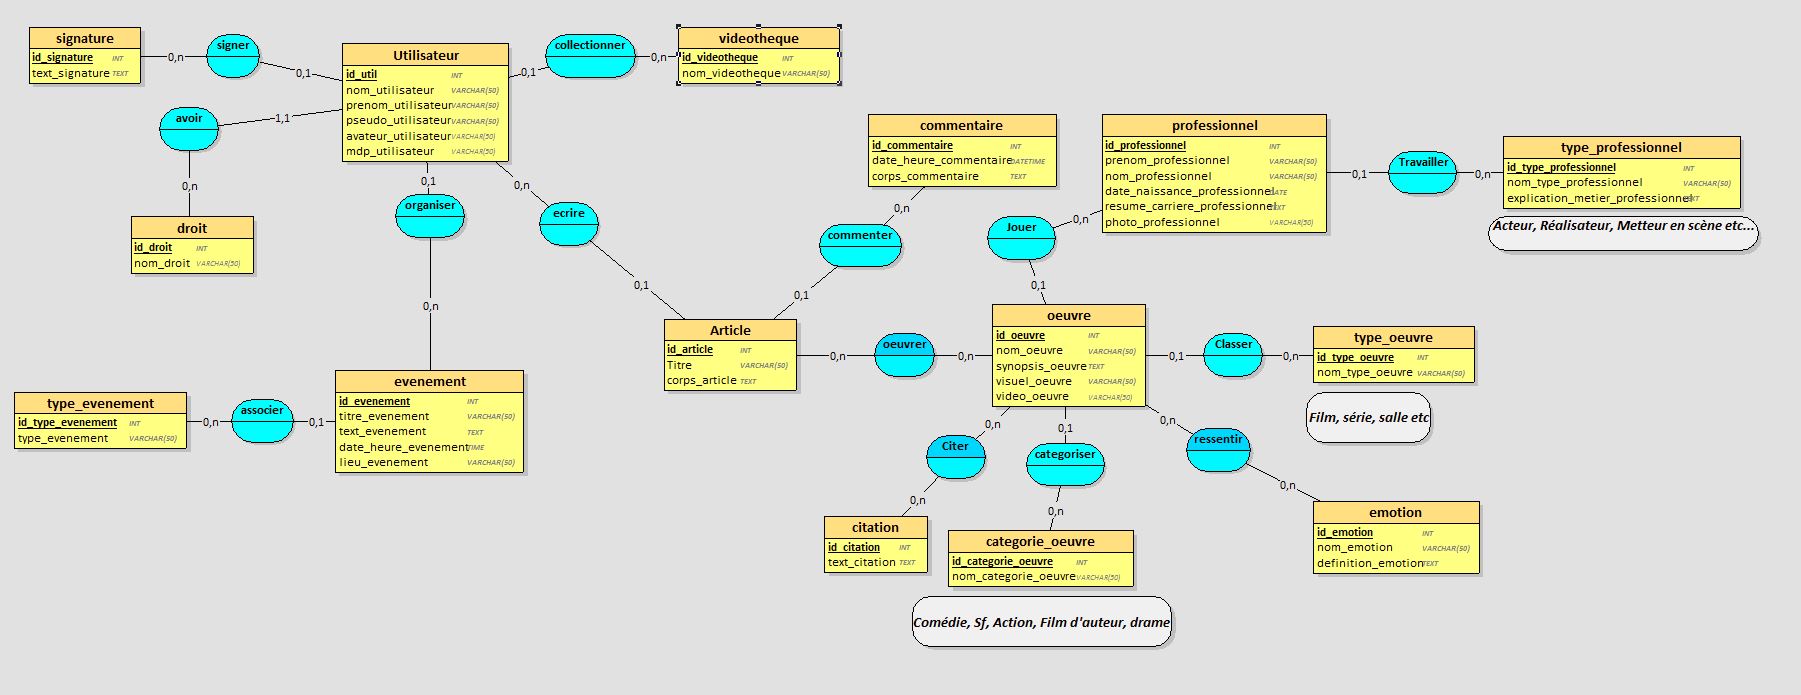 signature
id_signature INT
text_signature TEXT
0,n
signer
0,1
Utilisateur
id_util INT
nom_utilisateur VARCHAR(50)
prenom_utilisateur VARCHAR(50)
pseudo_utilisateur VARCHAR(50)
avateur_utilisateur VARCHAR(50)
mdp_utilisateur VARCHAR(50)
0,1
collectionner
0,n
videotheque
id_videotheque INT
nom_videotheque VARCHAR(50)
avoir
1,1
0,n
droit
id_droit INT
nom_droit VARCHAR(50)
0,1
organiser
0,n
0,n
ecrire
0,1
commentaire
id_commentaire INT
date_heure_commentaire DATETIME
corps_commentaire TEXT
0,n
commenter
0,1
professionnel
id_professionnel INT
prenom_professionnel VARCHAR(50)
nom_professionnel VARCHAR(50)
date_naissance_professionnel DATE
resume_carriere_professionnel
photo_professionnel VARCHAR(50)
0,1
Travailler
0,n
type_professionnel
id_type_professionnel INT
nom_type_professionnel VARCHAR(50)
explication_metier_professionnel
Acteur, Réalisateur, Metteur en scène etc...
0,n
Jouer
0,1
Article
id_article INT
Titre VARCHAR(50)
corps_article TEXT
0,n
oeuvrer
0,n
oeuvre
id_oeuvre INT
nom_oeuvre VARCHAR(50)
synopsis_oeuvre TEXT
visuel_oeuvre VARCHAR(50)
video_oeuvre VARCHAR(50)
0,1
Classer
0,n
type_oeuvre
id_type_oeuvre INT
nom_type_oeuvre VARCHAR(50)
Film, série, salle etc
type_evenement
id_type_evenement INT
type_evenement VARCHAR(50)
0,n
associer
0,1
evenement
id_evenement INT
titre_evenement VARCHAR(50)
text_evenement TEXT
date_heure_evenement TIME
lieu_evenement VARCHAR(50)
0,n
Citer
0,n
citation
id_citation INT
text_citation TEXT
0,1
categoriser
0,n
categorie_oeuvre
id_categorie_oeuvre INT
nom_categorie_oeuvre VARCHAR(50)
Comédie, Sf, Action, Film d'auteur, drame
0,n
ressentir
0,n
emotion
id_emotion INT
nom_emotion VARCHAR(50)
definition_emotion TEXT